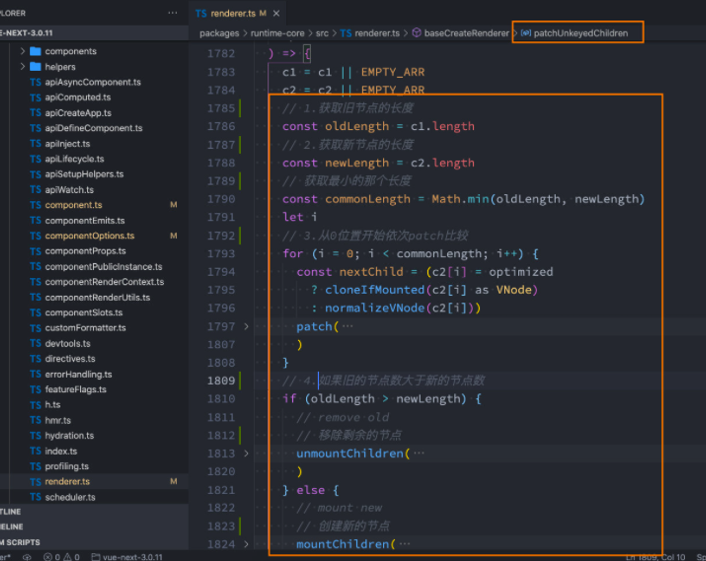 PLORER
TS renderer.ts M ×
UE-NEXT-3.0.11
packages > runtime-core > src > TS renderer.ts > baseCreateRenderer > patchUnkeyedChildren
components
helpers
TS apiAsyncComponent.ts
TS apiComputed.ts
TS apiCreateApp.ts
TS apiDefineComponent.ts
TS apiInject.ts
TS apiLifecycle.ts
TS apiSetupHelpers.ts
TS apiWatch.ts
TS component.ts M
TS componentEmits.ts
TS componentOptions.ts M
TS componentProps.ts
TS componentPublicInstance.ts
TS componentRenderContext.ts
TS componentRenderUtils.ts
TS componentSlots.ts
TS customFormatter.ts
TS devtools.ts
TS directives.ts
TS errorHandling.ts
TS featureFlags.ts
TS h.ts
TS hmr.ts
TS hydration.ts
TS index.ts
TS profiling.ts
TS renderer.ts M
TS scheduler.ts
TLINE
MELINE
M SCRIPTS
1782 ) => {
1783 c1 = c1 || EMPTY_ARR
1784 c2 = c2 || EMPTY_ARR
1785 // 1.获取旧节点的长度
1786 const oldLength = c1.length
1787 // 2.获取新节点的长度
1788 const newLength = c2.length
1789 // 获取最小的那个长度
1790 const commonLength = Math.min(oldLength, newLength)
1791 let i
1792 // 3.从0位置开始依次patch比较
1793 for (i = 0; i < commonLength; i++) {
1794 const nextChild = (c2[i] = optimized
1795 ? cloneIfMounted(c2[i] as VNode)
1796 : normalizeVNode(c2[i]))
1797 patch(…
1807 )
1808 }
1809 // 4.如果旧的节点数大于新的节点数
1810 if (oldLength > newLength) {
1811 // remove old
1812 // 移除剩余的节点
1813 unmountChildren(…
1820 )
1821 } else {
1822 // mount new
1823 // 创建新的节点
1824 mountChildren(…
er* 0 0 vue-next-3.0.11 Ln 1809, Col 10